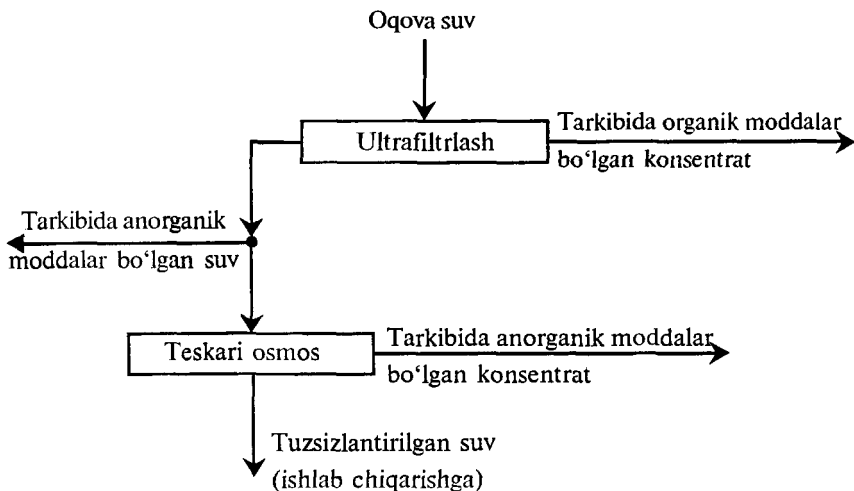 Oqova suv
Ultrafiltrlash
Tarkibida organik moddalar
bo‘lgan konsentrat
Tarkibida anorganik
moddalar bo‘lgan suv
Teskari osmos
Tarkibida anorganik moddalar
bo‘lgan konsentrat
Tuzsizlantirilgan suv
(ishlab chiqarishga)